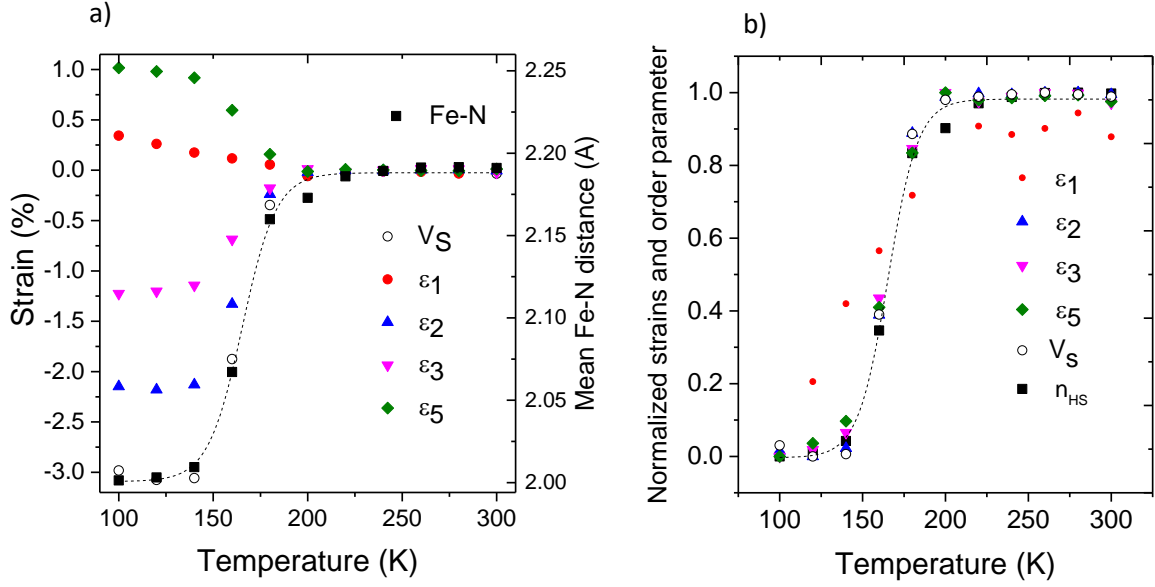 a)
Strain (%)
1.0
0.5
0.0
-0.5
-1.0
-1.5
-2.0
-2.5
-3.0
Fe-N
VS
ε1
ε2
ε3
ε5
2.25
2.20
2.15
2.10
2.05
2.00
Mean Fe-N distance (A)
100 150 200 250 300
Temperature (K)
b)
Normalized strains and order parameter
1.0
0.8
0.6
0.4
0.2
0.0
ε1
ε2
ε3
ε5
VS
nHS
100 150 200 250 300
Temperature (K)